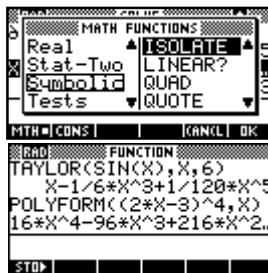 MATH FUNCTIONS
Real ISOLATE
Stat-Two LINEAR?
Symbolic QUAD
Tests QUOTE
MTH▪ CONS CANCL OK
RAD FUNCTION
TAYLOR(SIN(X),X,6)
X-1/6*X^3+1/120*X^5
POLYFORM((2*X-3)^4,X)
16*X^4-96*X^3+216*X^2…
STO▶